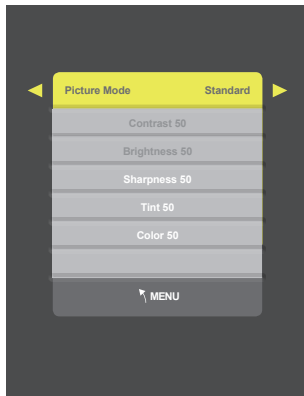 Picture Mode Standard
Contrast 50
Brightness 50
Sharpness 50
Tint 50
Color 50
MENU